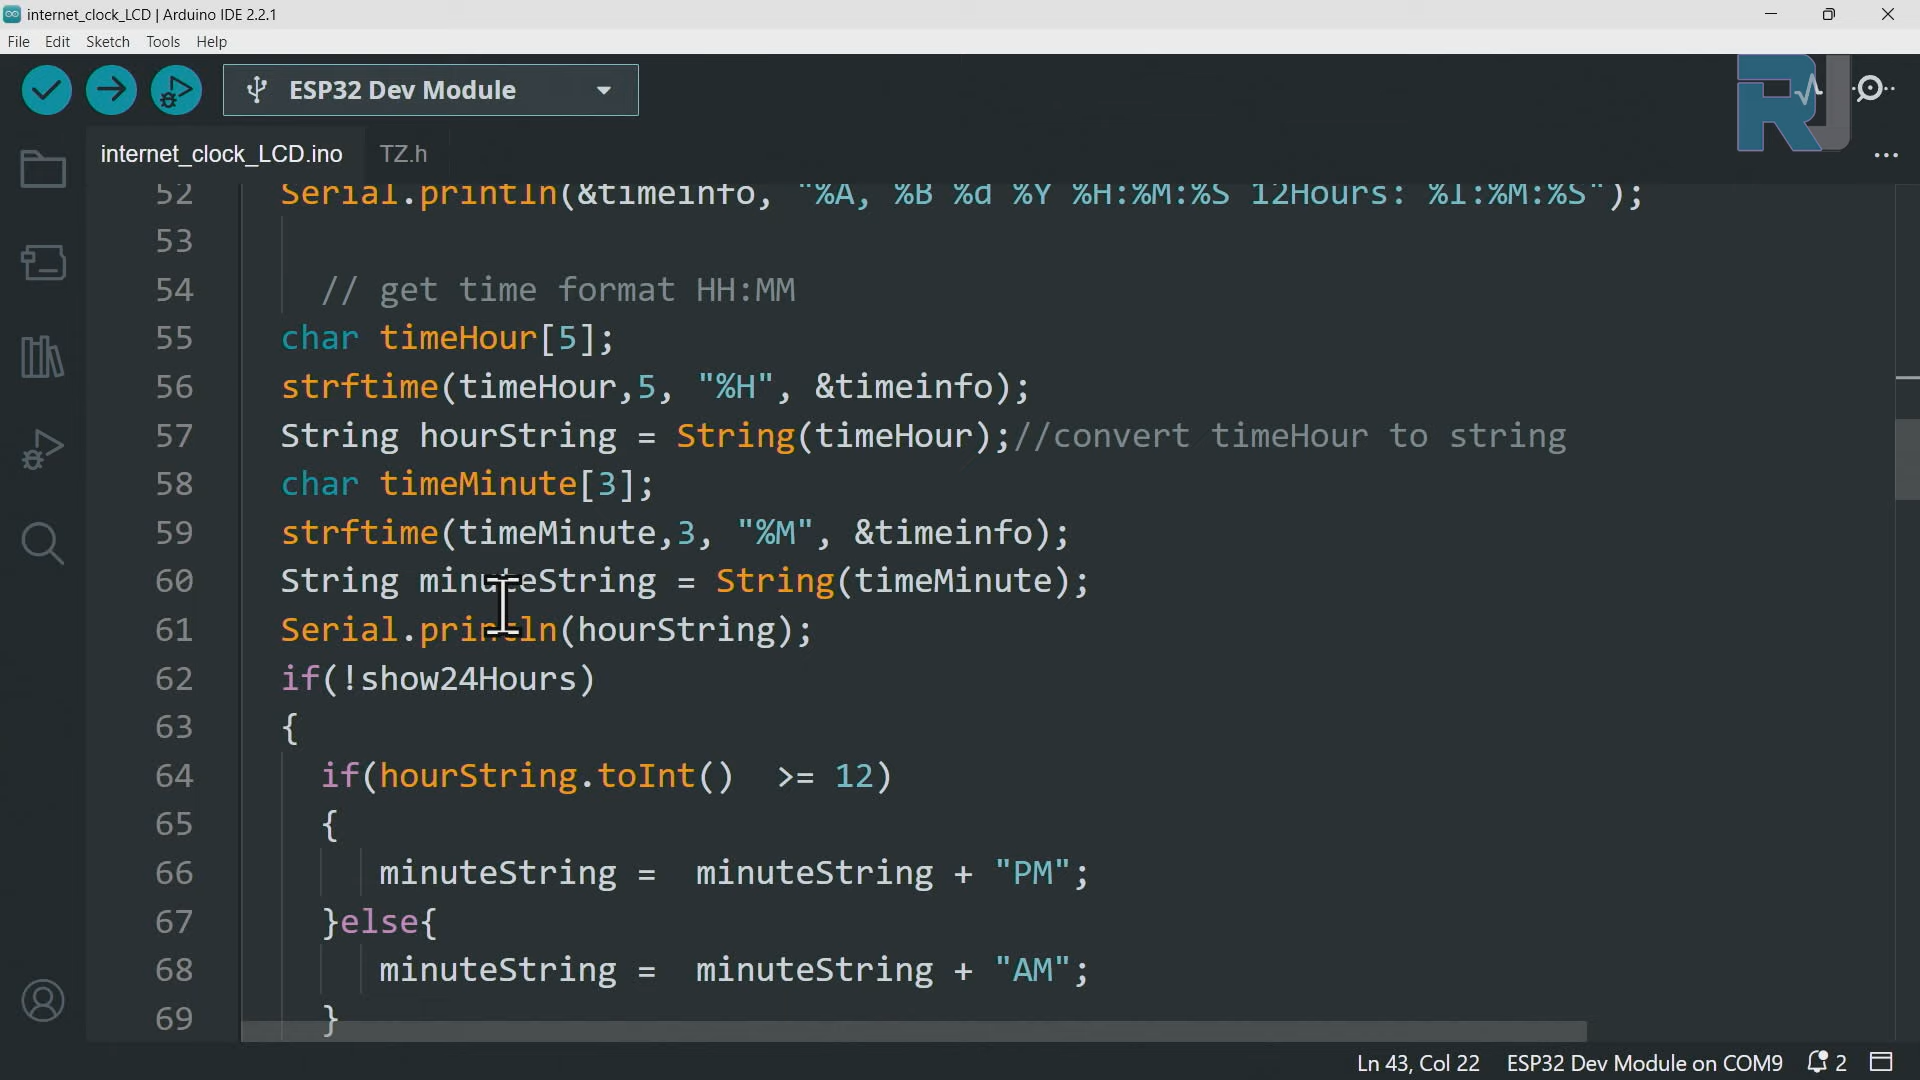 internet_clock_LCD | Arduino IDE 2.2.1
File Edit Sketch Tools Help
ESP32 Dev Module
RJ
internet_clock_LCD.ino TZ.h
52 Serial.println(&timeinfo, "%A, %B %d %Y %H:%M:%S 12Hours: %I:%M:%S");
53
54 // get time format HH:MM
55 char timeHour[5];
56 strftime(timeHour,5, "%H", &timeinfo);
57 String hourString = String(timeHour);//convert timeHour to string
58 char timeMinute[3];
59 strftime(timeMinute,3, "%M", &timeinfo);
60 String minuteString = String(timeMinute);
61 Serial.println(hourString);
62 if(!show24Hours)
63 {
64 if(hourString.toInt()  >= 12)
65 {
66 minuteString =  minuteString + "PM";
67 }else{
68 minuteString =  minuteString + "AM";
69 }
Ln 43, Col 22 ESP32 Dev Module on COM9 2